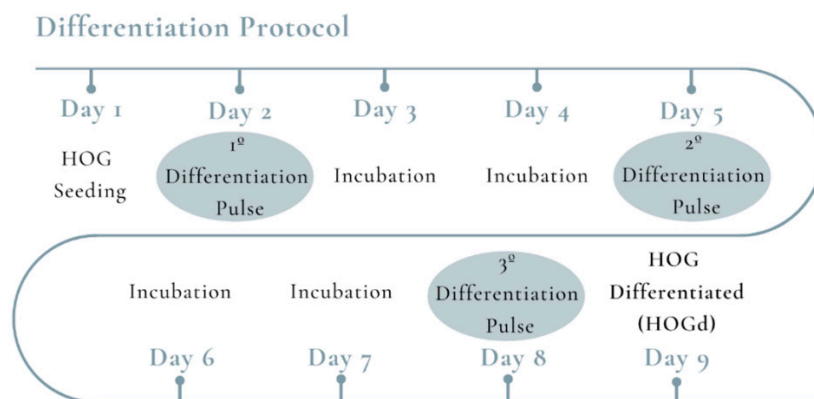 Differentiation Protocol
Day 1
Day 2
Day 3
Day 4
Day 5
HOG
Seeding
1º
Differentiation
Pulse
Incubation
Incubation
2º
Differentiation
Pulse
Incubation
Incubation
3º
Differentiation
Pulse
HOG
Differentiated
(HOGd)
Day 6
Day 7
Day 8
Day 9